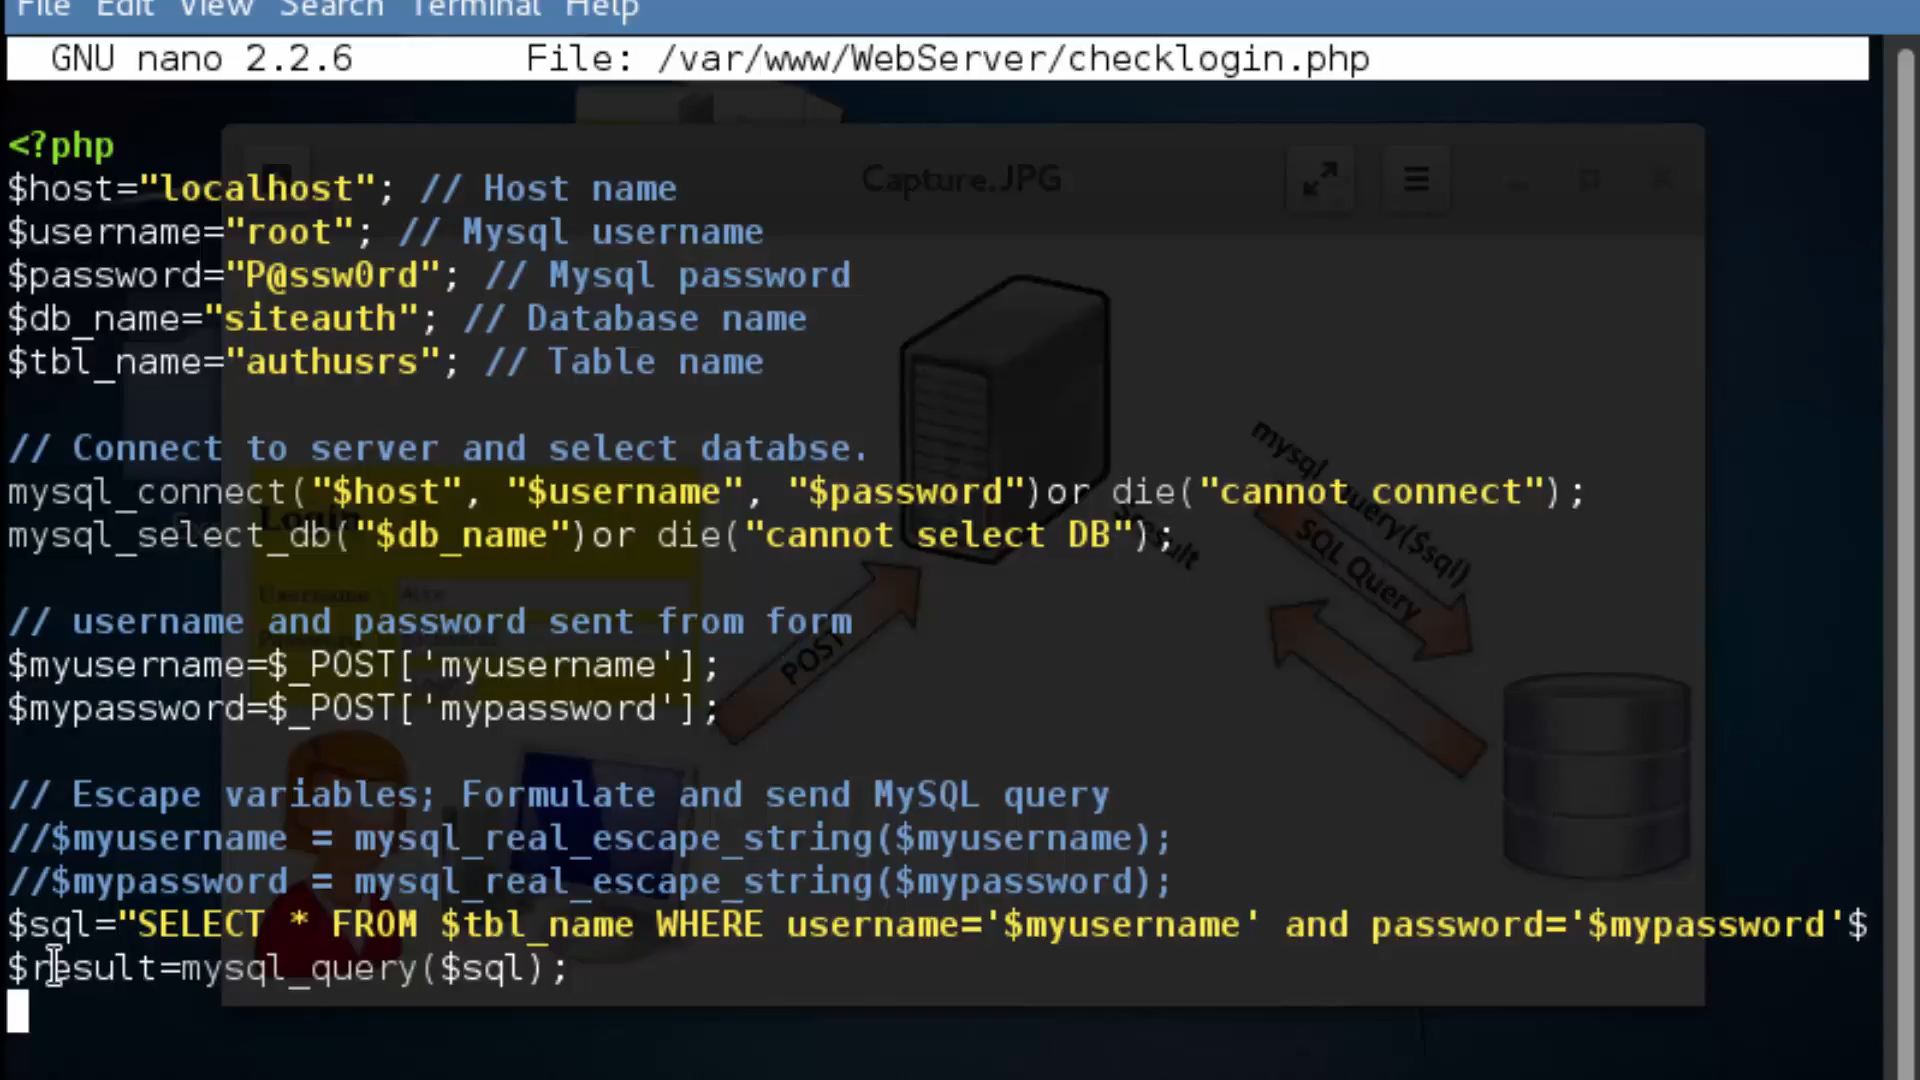 File Edit View Search Terminal Help
GNU nano 2.2.6 File: /var/www/WebServer/checklogin.php
Capture.JPG
<?php
$host="localhost"; // Host name
$username="root"; // Mysql username
$password="P@ssw0rd"; // Mysql password
$db_name="siteauth"; // Database name
$tbl_name="authusrs"; // Table name
// Connect to server and select databse.
mysql_connect("$host", "$username", "$password")or die("cannot connect");
mysql_select_db("$db_name")or die("cannot select DB");
// username and password sent from form
$myusername=$_POST['myusername'];
$mypassword=$_POST['mypassword'];
// Escape variables; Formulate and send MySQL query
//$myusername = mysql_real_escape_string($myusername);
//$mypassword = mysql_real_escape_string($mypassword);
$sql="SELECT * FROM $tbl_name WHERE username='$myusername' and password='$mypassword'$
$result=mysql_query($sql);
Login
Username
POST
mysql_query($sql)
SQL Query